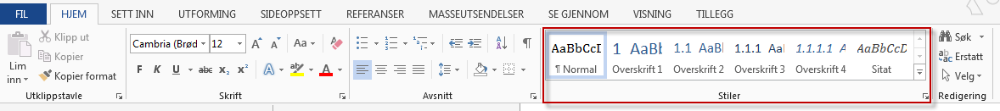 FIL HJEM SETT INN UTFORMING SIDEOPPSETT REFERANSER MASSEUTSENDELSER SE GJENNOM VISNING TILLEGG
Lim inn
Klipp ut
Kopier
Kopier format
Utklippstavle
Cambria (Brød 12 A A Aa
F K U abc x₂ x² A ab A
Skrift
Avsnitt
AaBbCcI 1 AaBb 1.1 AaBb 1.1.1 Aa 1.1.1.1 A AaBbCcD
¶ Normal Overskrift 1 Overskrift 2 Overskrift 3 Overskrift 4 Sitat
Stiler
Søk
Erstatt
Velg
Redigering